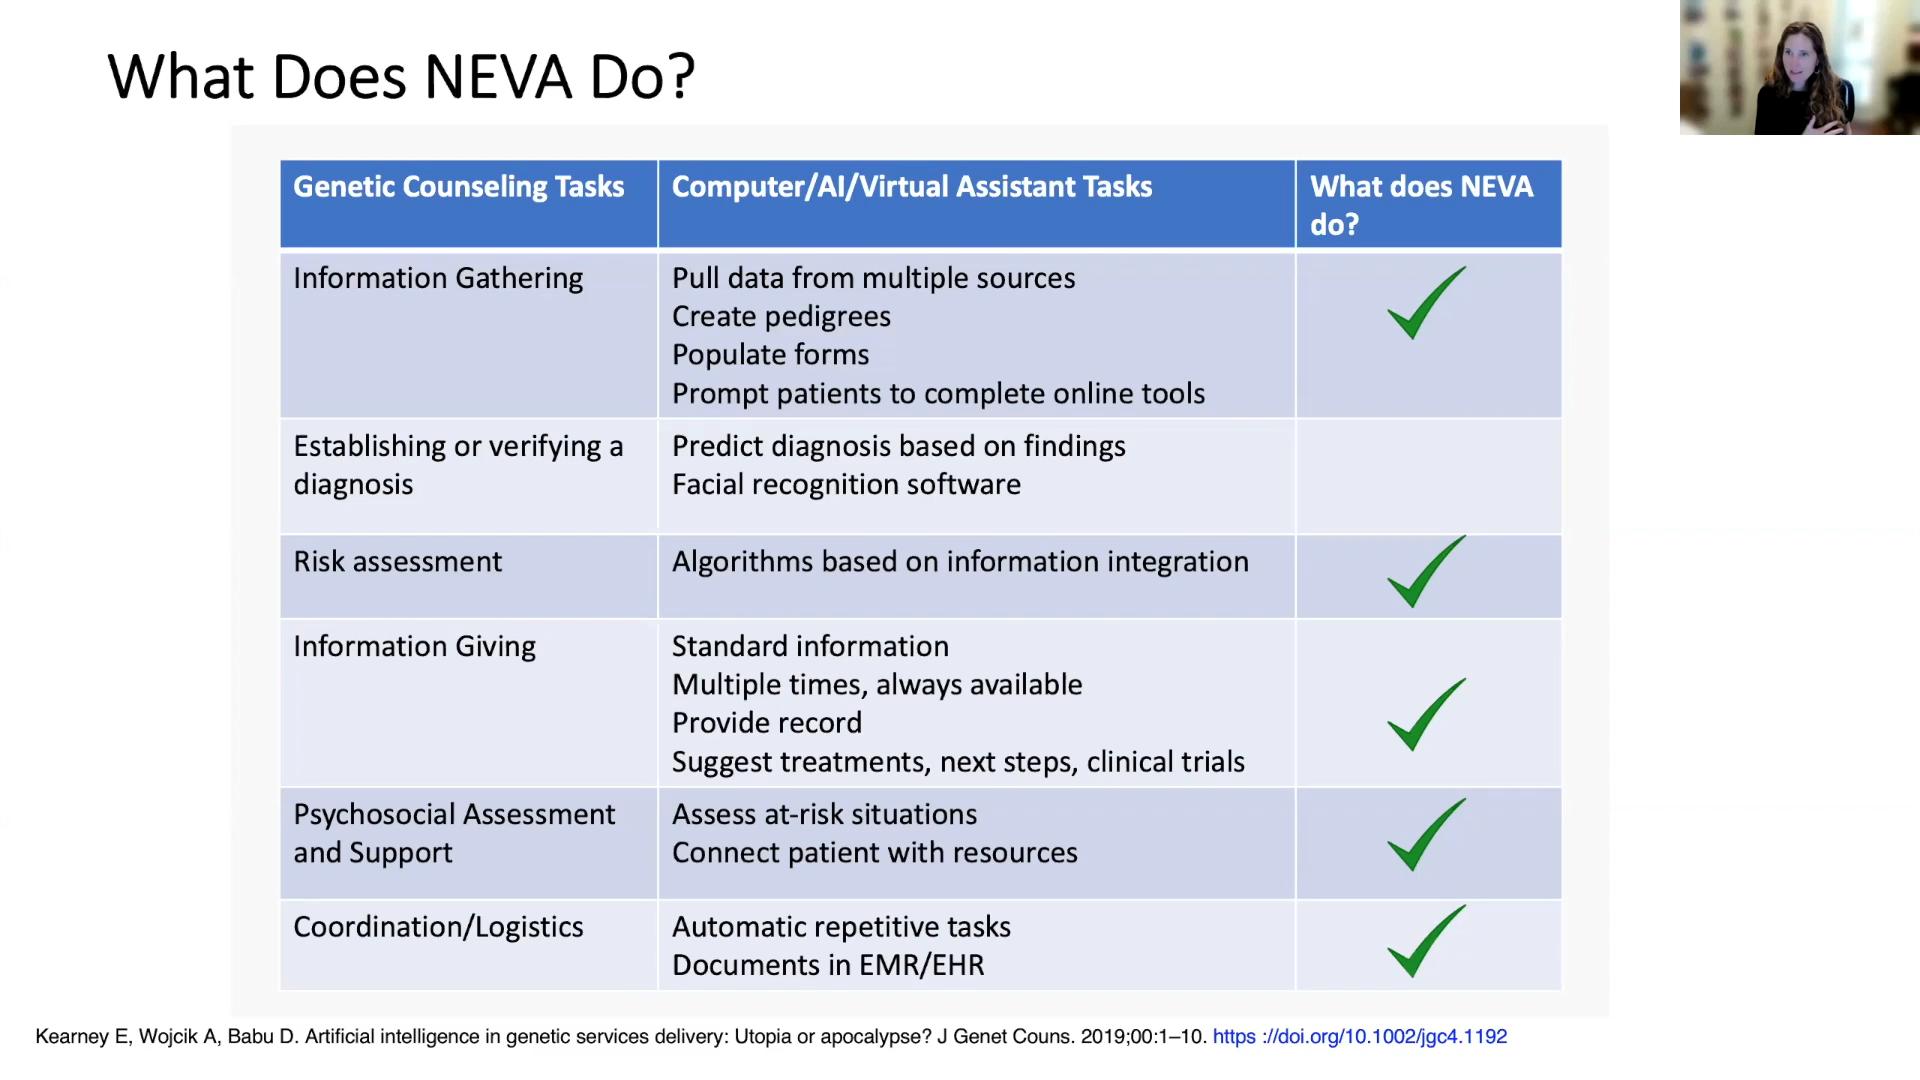 What Does NEVA Do?
Genetic Counseling Tasks
Computer/AI/Virtual Assistant Tasks
What does NEVA
do?
Information Gathering
Pull data from multiple sources
Create pedigrees
Populate forms
Prompt patients to complete online tools
Establishing or verifying a
diagnosis
Predict diagnosis based on findings
Facial recognition software
Risk assessment
Algorithms based on information integration
Information Giving
Standard information
Multiple times, always available
Provide record
Suggest treatments, next steps, clinical trials
Psychosocial Assessment
and Support
Assess at-risk situations
Connect patient with resources
Coordination/Logistics
Automatic repetitive tasks
Documents in EMR/EHR
Kearney E, Wojcik A, Babu D. Artificial intelligence in genetic services delivery: Utopia or apocalypse? J Genet Couns. 2019;00:1–10. https ://doi.org/10.1002/jgc4.1192